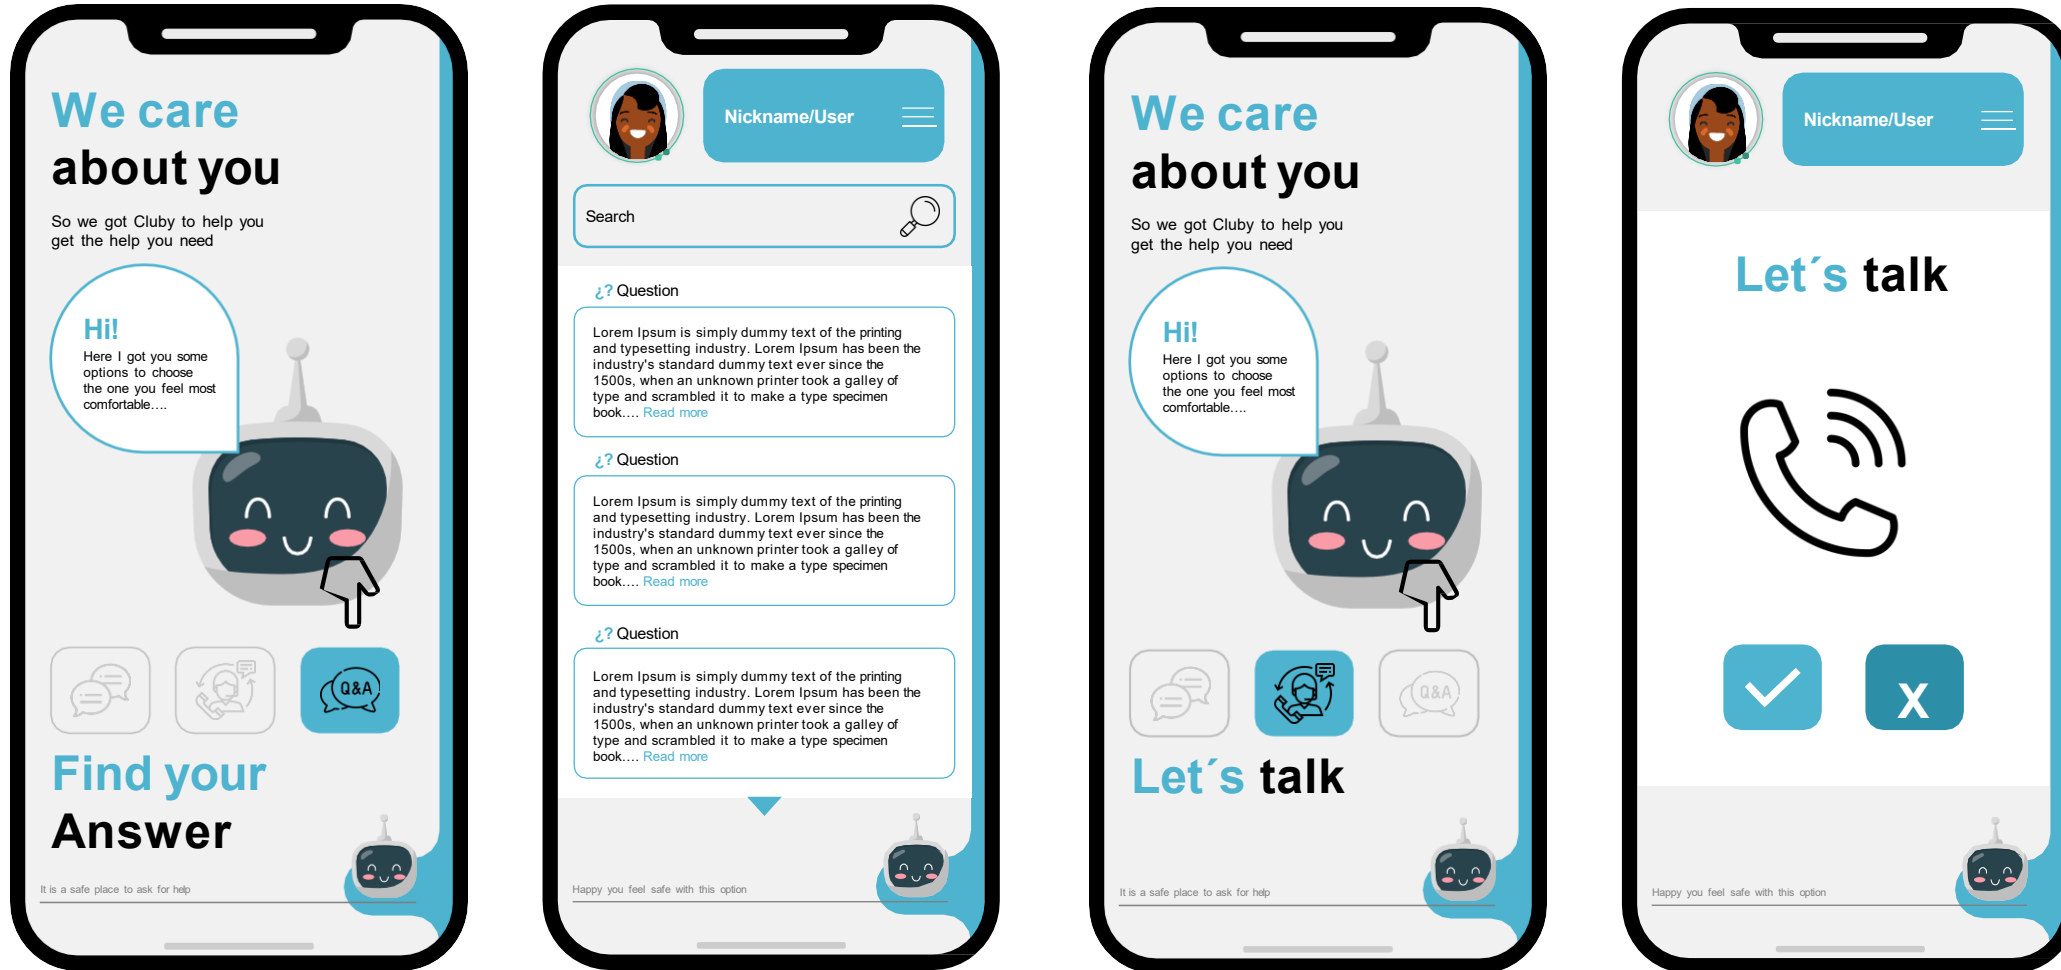 We care
about you
So we got Cluby to help you
get the help you need
Hi!
Here I got you some
options to choose
the one you feel most
comfortable....
Q&A
Find your
Answer
It is a safe place to ask for help
Nickname/User
Search
¿? Question
Lorem Ipsum is simply dummy text of the printing
and typesetting industry. Lorem Ipsum has been the
industry's standard dummy text ever since the
1500s, when an unknown printer took a galley of
type and scrambled it to make a type specimen
book.... Read more
¿? Question
Lorem Ipsum is simply dummy text of the printing
and typesetting industry. Lorem Ipsum has been the
industry's standard dummy text ever since the
1500s, when an unknown printer took a galley of
type and scrambled it to make a type specimen
book.... Read more
¿? Question
Lorem Ipsum is simply dummy text of the printing
and typesetting industry. Lorem Ipsum has been the
industry's standard dummy text ever since the
1500s, when an unknown printer took a galley of
type and scrambled it to make a type specimen
book.... Read more
Happy you feel safe with this option
We care
about you
So we got Cluby to help you
get the help you need
Hi!
Here I got you some
options to choose
the one you feel most
comfortable....
Q&A
Let´s talk
It is a safe place to ask for help
Nickname/User
Let´s talk
X
Happy you feel safe with this option